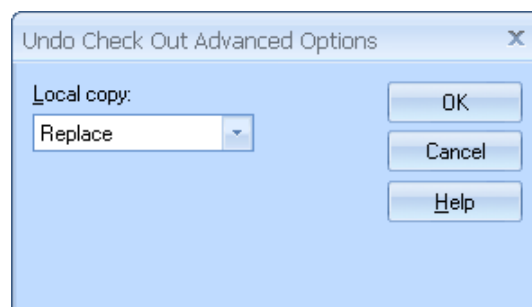 Undo Check Out Advanced Options
Local copy:
Replace
OK
Cancel
Help